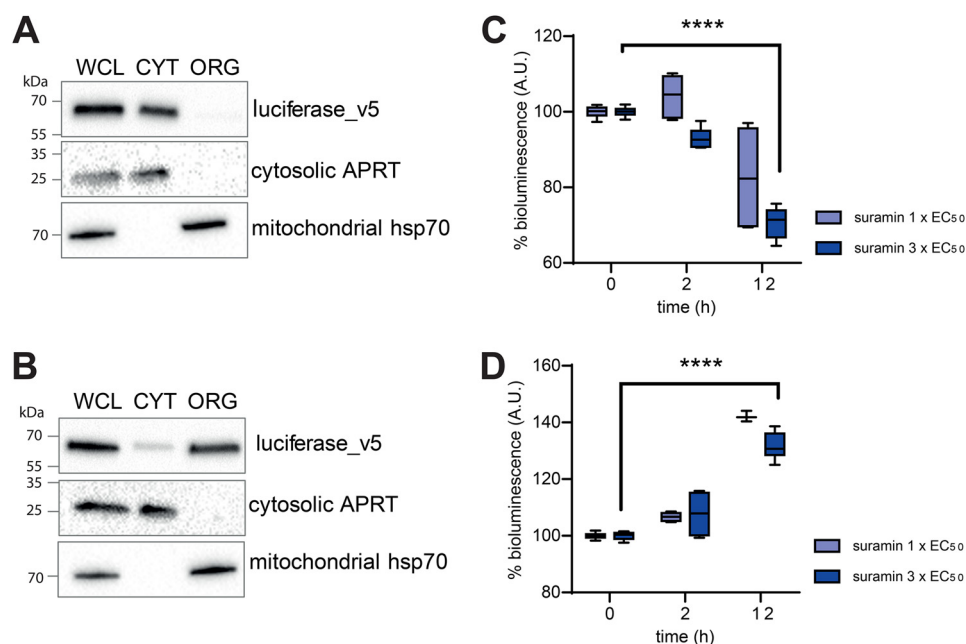 A
WCL CYT ORG
kDa
70
55
luciferase_v5
35
25
cytosolic APRT
70
mitochondrial hsp70
C
****
120
100
80
60
% bioluminescence (A.U.)
0 2 12
time (h)
suramin 1 x EC50
suramin 3 x EC50
B
WCL CYT ORG
kDa
70
55
luciferase_v5
35
25
cytosolic APRT
70
mitochondrial hsp70
D
****
160
140
120
100
80
% bioluminescence (A.U.)
0 2 12
time (h)
suramin 1 x EC50
suramin 3 x EC50